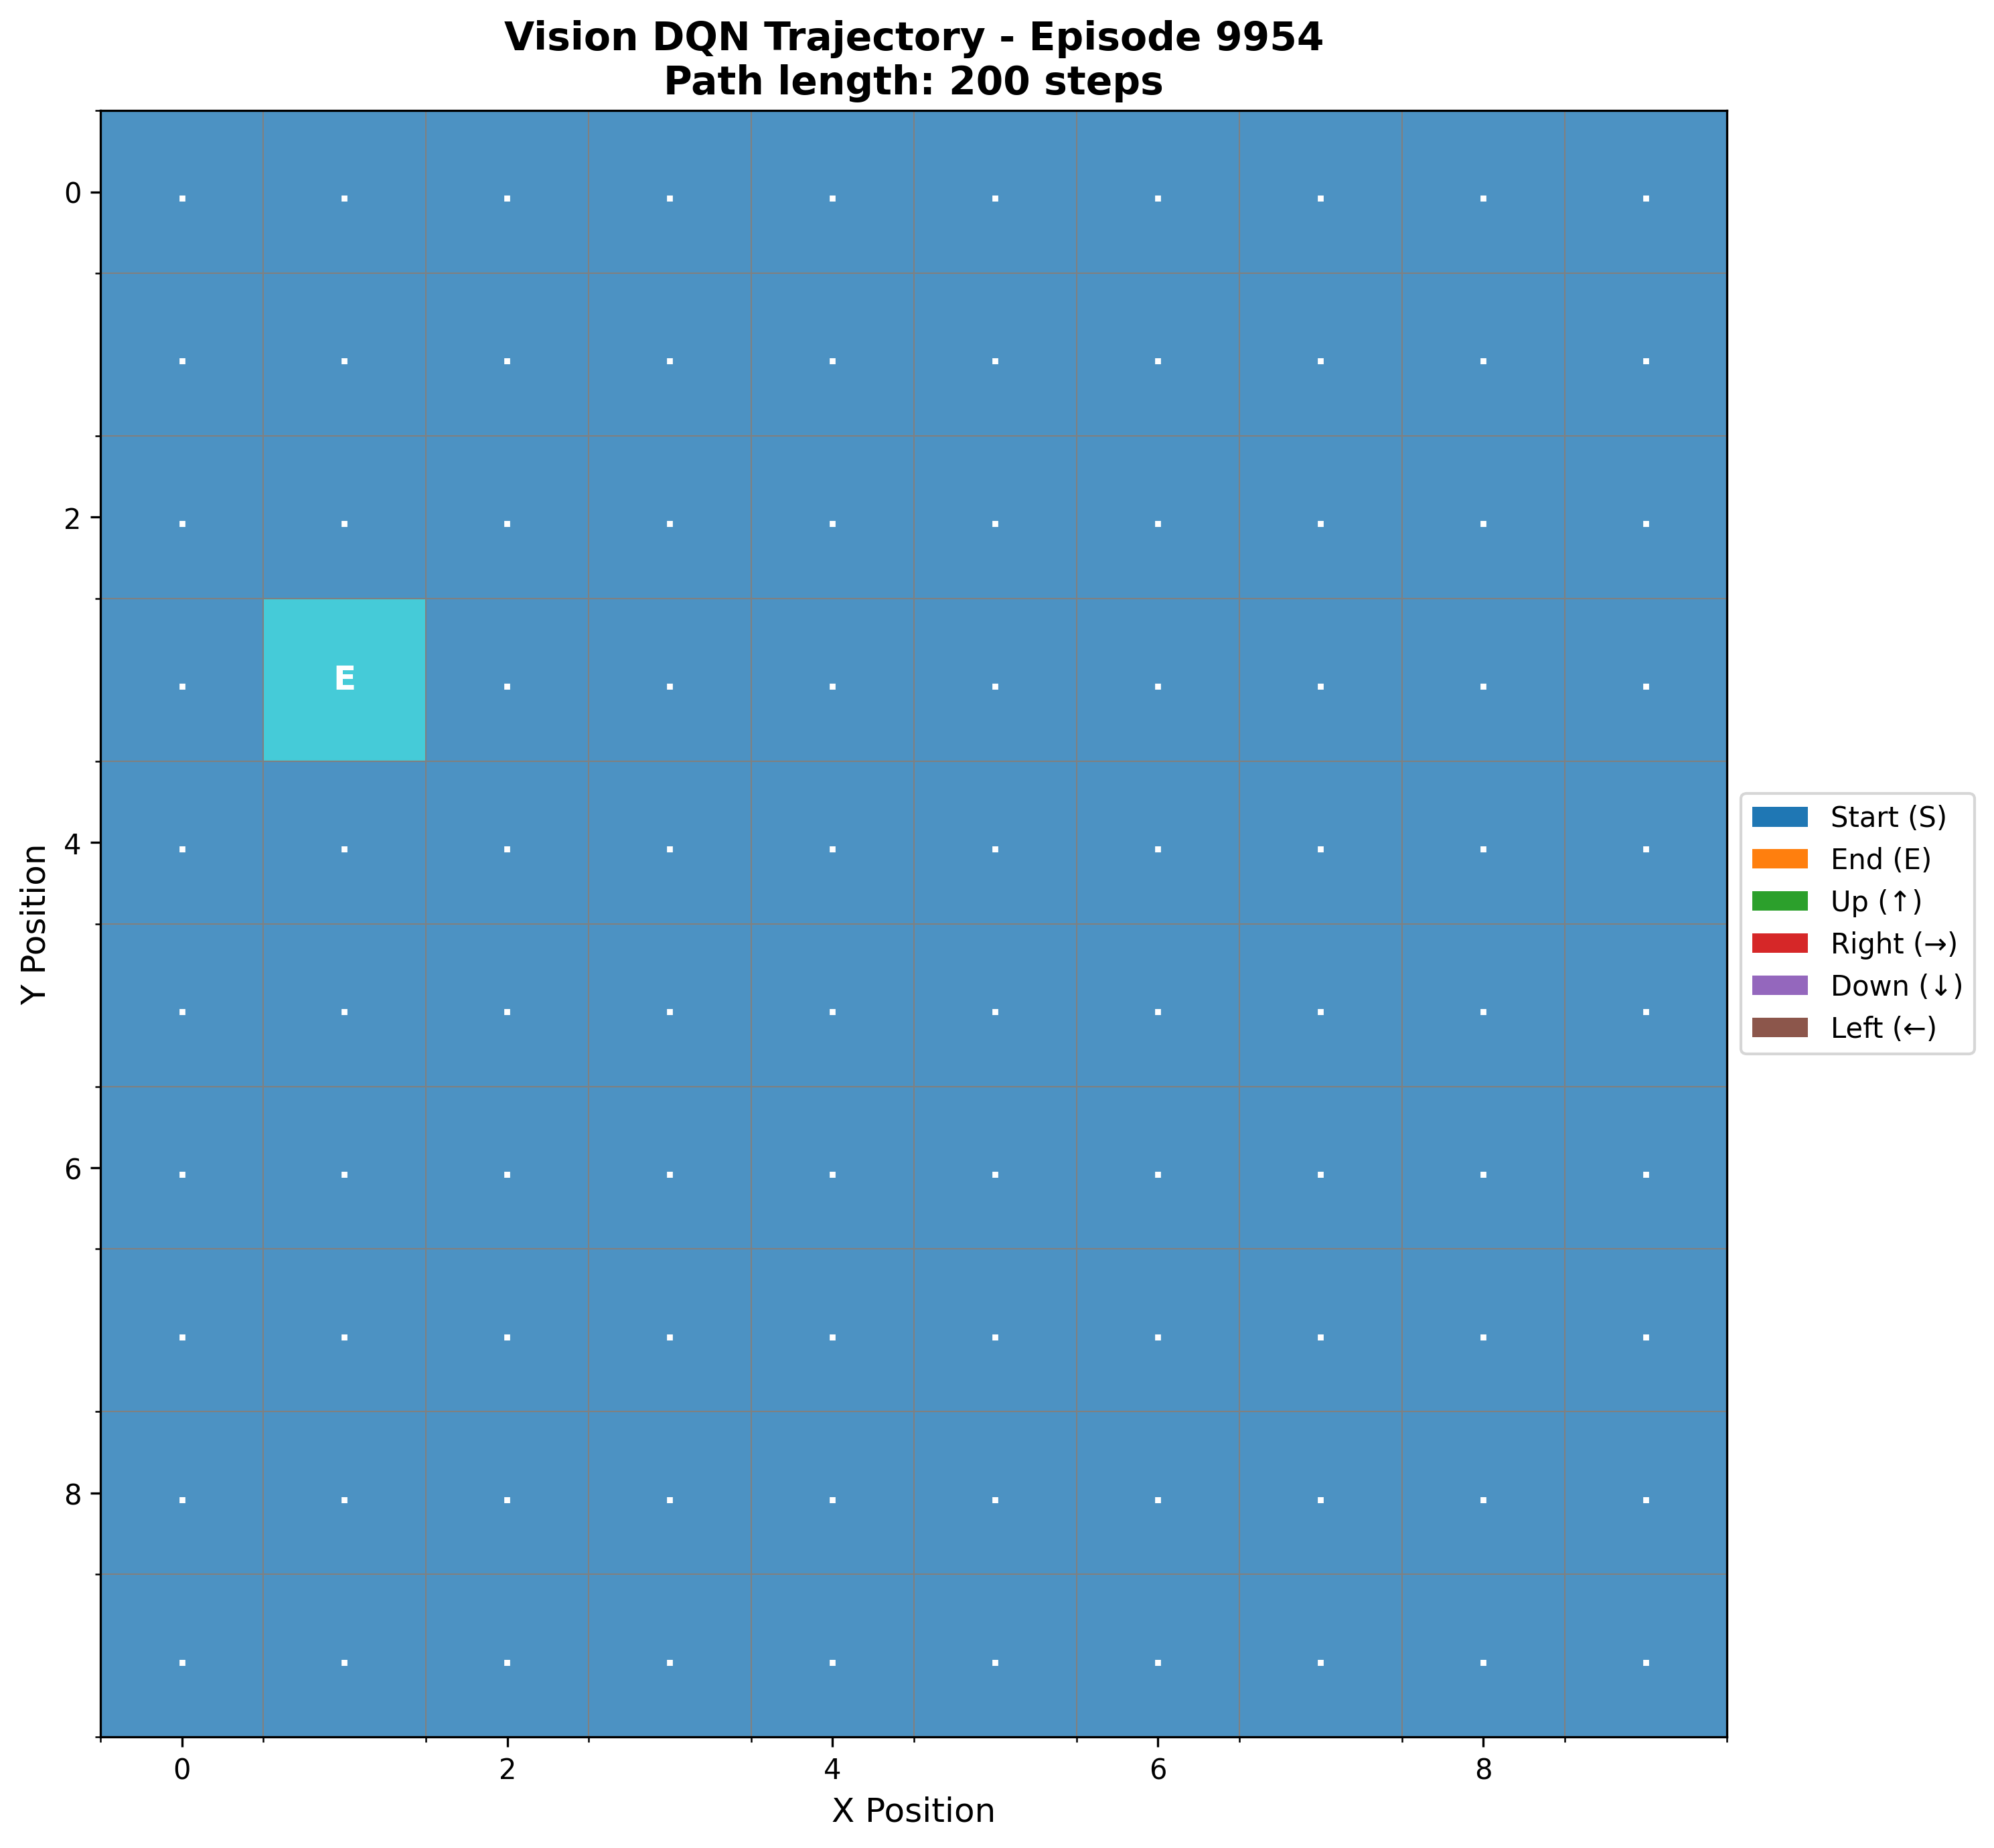 Vision DQN Trajectory - Episode 9954
Path length: 200 steps
0
. . . . . . . . . .
. . . . . . . . . .
2
. . . . . . . . . .
. E . . . . . . . .
4
. . . . . . . . . .
. . . . . . . . . .
6
. . . . . . . . . .
. . . . . . . . . .
8
. . . . . . . . . .
. . . . . . . . . .
Y Position
0 2 4 6 8
X Position
Start (S)
End (E)
Up (↑)
Right (→)
Down (↓)
Left (←)